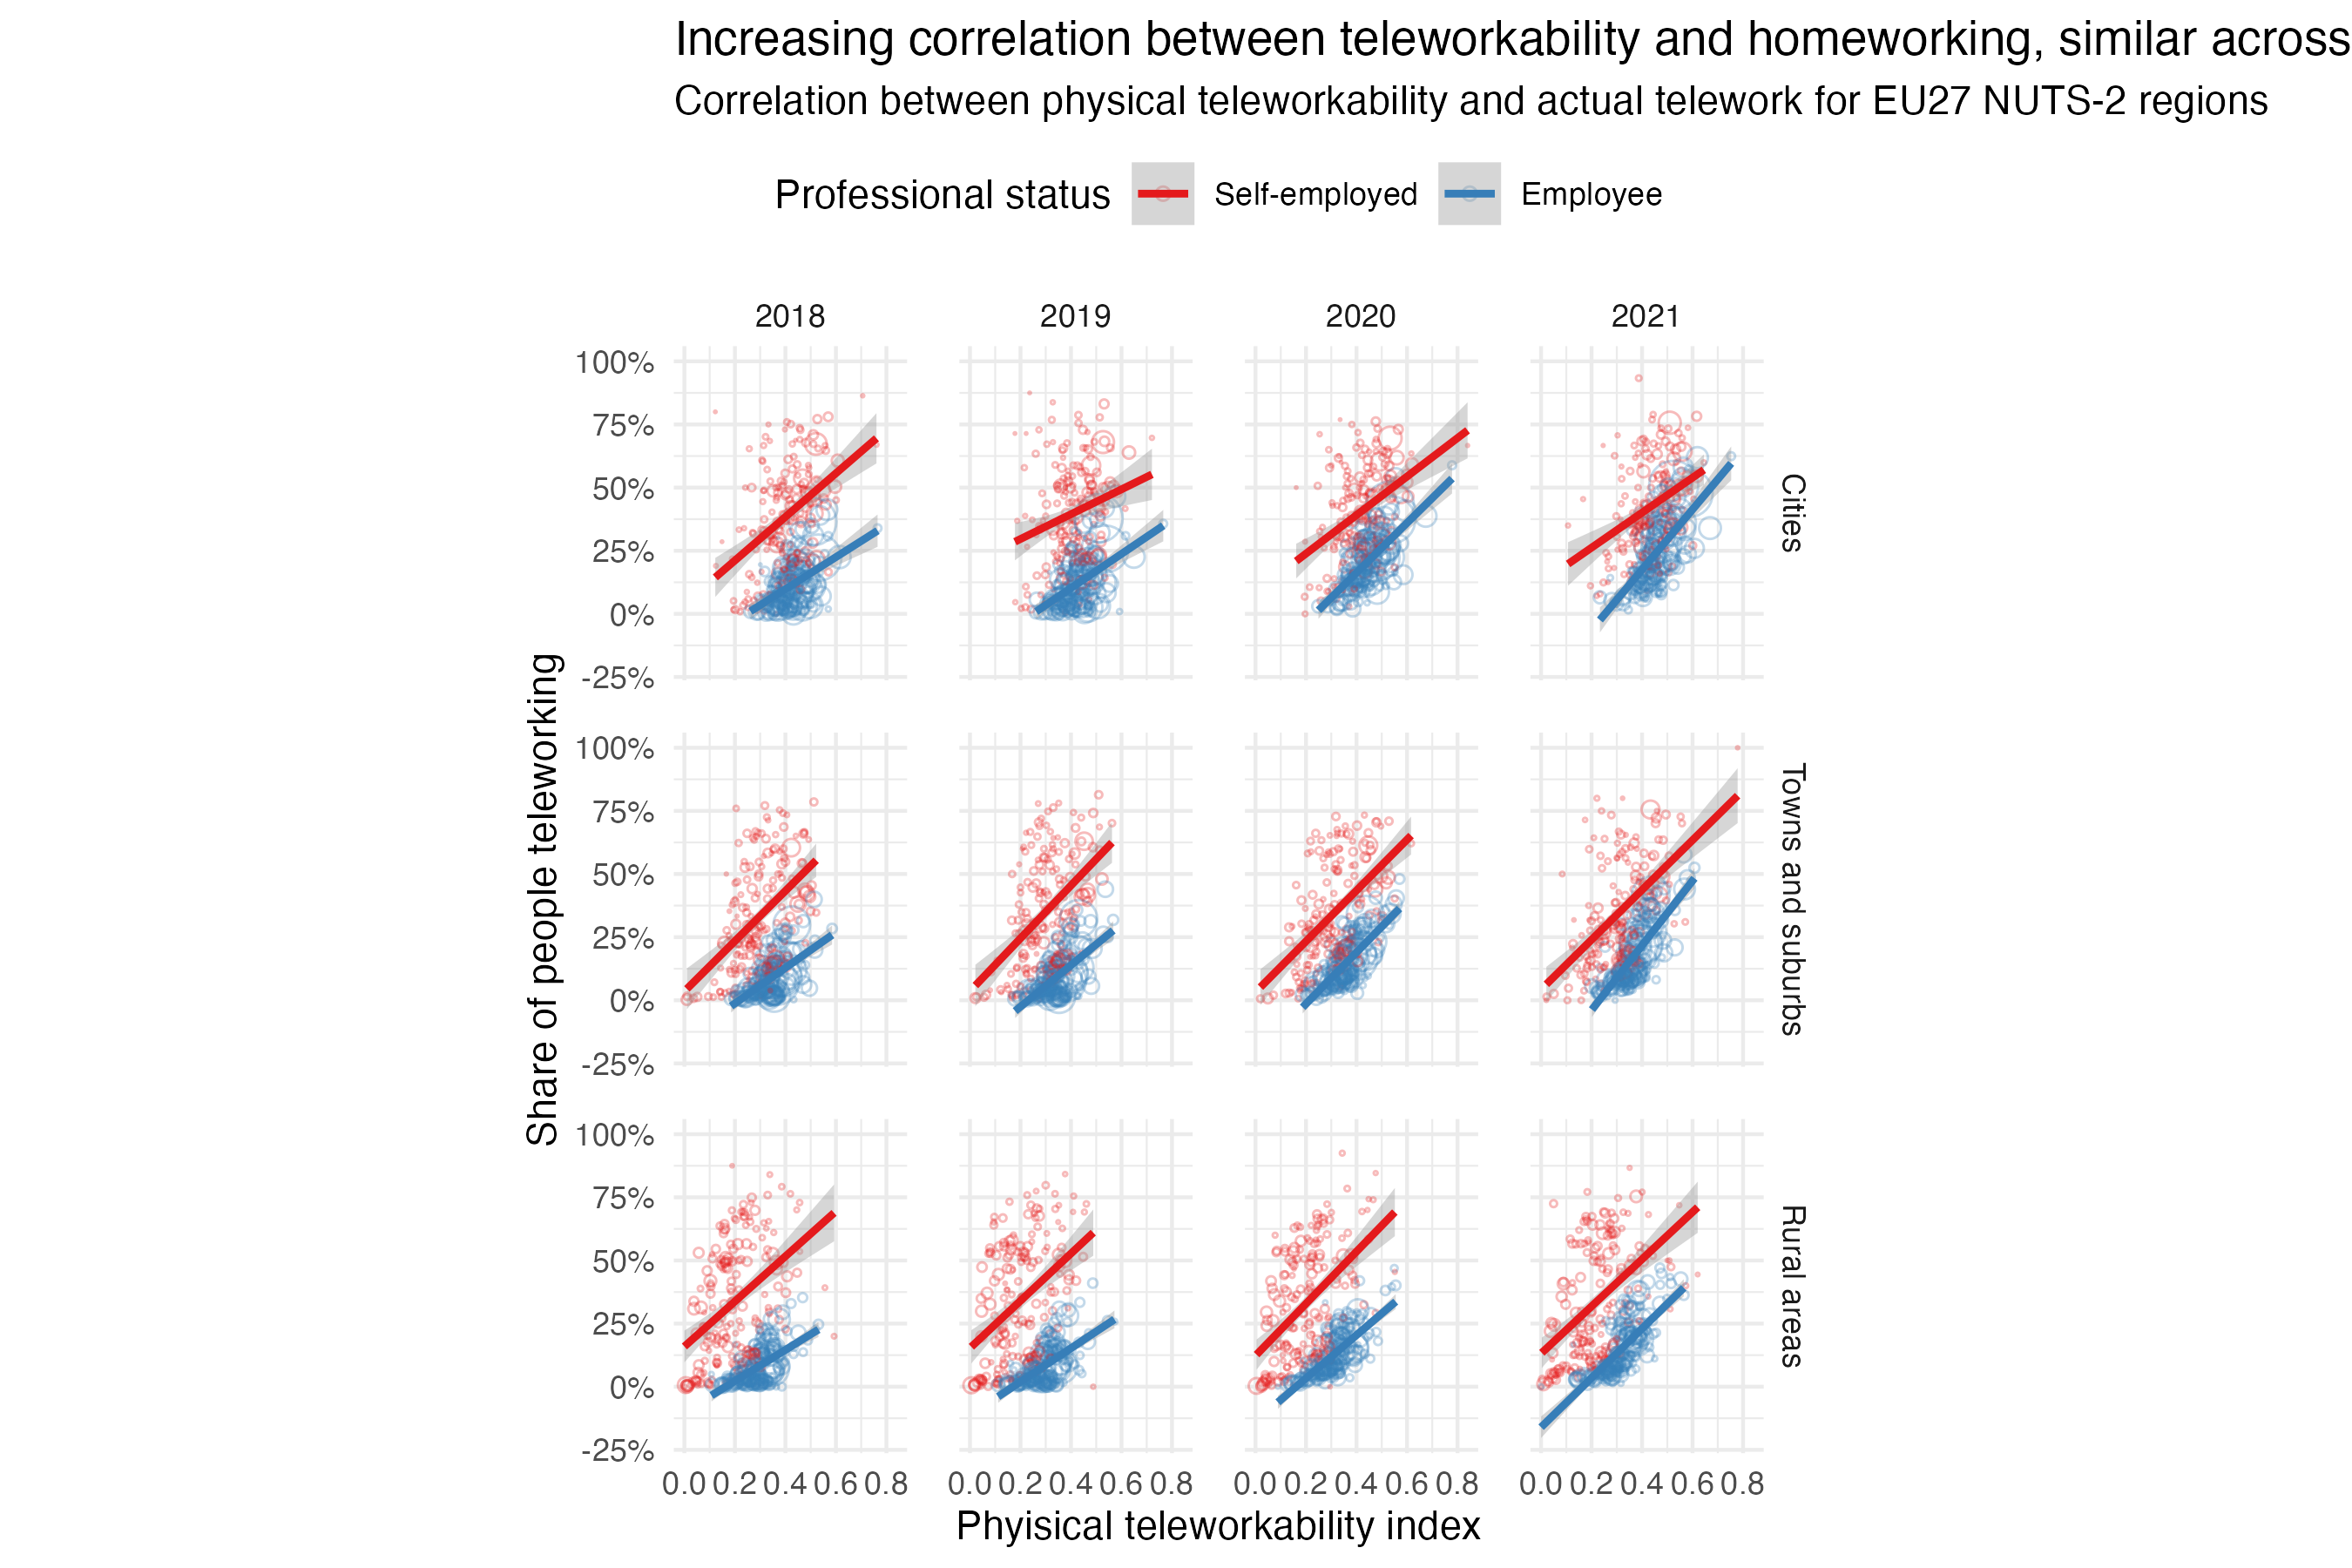 Increasing correlation between teleworkability and homeworking, similar across
Correlation between physical teleworkability and actual telework for EU27 NUTS-2 regions
Professional status Self-employed Employee
2018 2019 2020 2021
100%
75%
50%
25%
0%
-25%
Cities
100%
75%
50%
25%
0%
-25%
Towns and suburbs
100%
75%
50%
25%
0%
-25%
Rural areas
Share of people teleworking
0.0 0.2 0.4 0.6 0.8 0.0 0.2 0.4 0.6 0.8 0.0 0.2 0.4 0.6 0.8 0.0 0.2 0.4 0.6 0.8
Phyisical teleworkability index